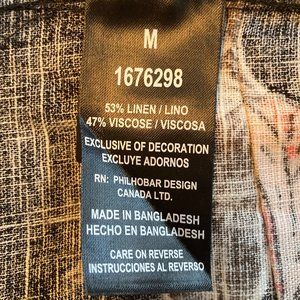 M
1676298
53% LINEN / LINO
47% VISCOSE / VISCOSA
EXCLUSIVE OF DECORATION
EXCLUYE ADORNOS
RN: PHILHOBAR DESIGN
CANADA LTD.
MADE IN BANGLADESH
HECHO EN BANGLADESH
CARE ON REVERSE
INSTRUCCIONES AL REVERSO